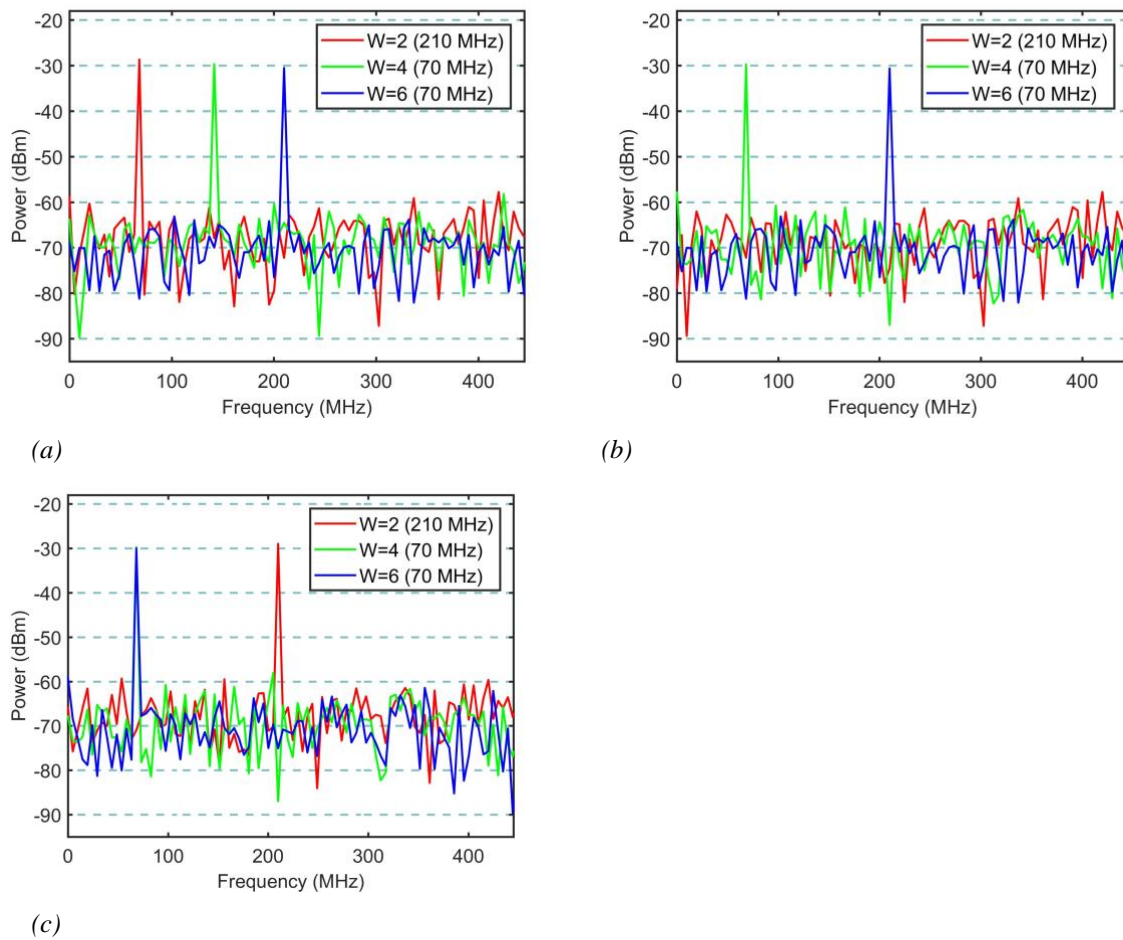 -20
-30
-40
-50
-60
-70
-80
-90
Power (dBm)
W=2 (210 MHz)
W=4 (70 MHz)
W=6 (70 MHz)
0 100 200 300 400
Frequency (MHz)
(a)
-20
-30
-40
-50
-60
-70
-80
-90
Power (dBm)
W=2 (210 MHz)
W=4 (70 MHz)
W=6 (70 MHz)
0 100 200 300 400
Frequency (MHz)
(b)
-20
-30
-40
-50
-60
-70
-80
-90
Power (dBm)
W=2 (210 MHz)
W=4 (70 MHz)
W=6 (70 MHz)
0 100 200 300 400
Frequency (MHz)
(c)